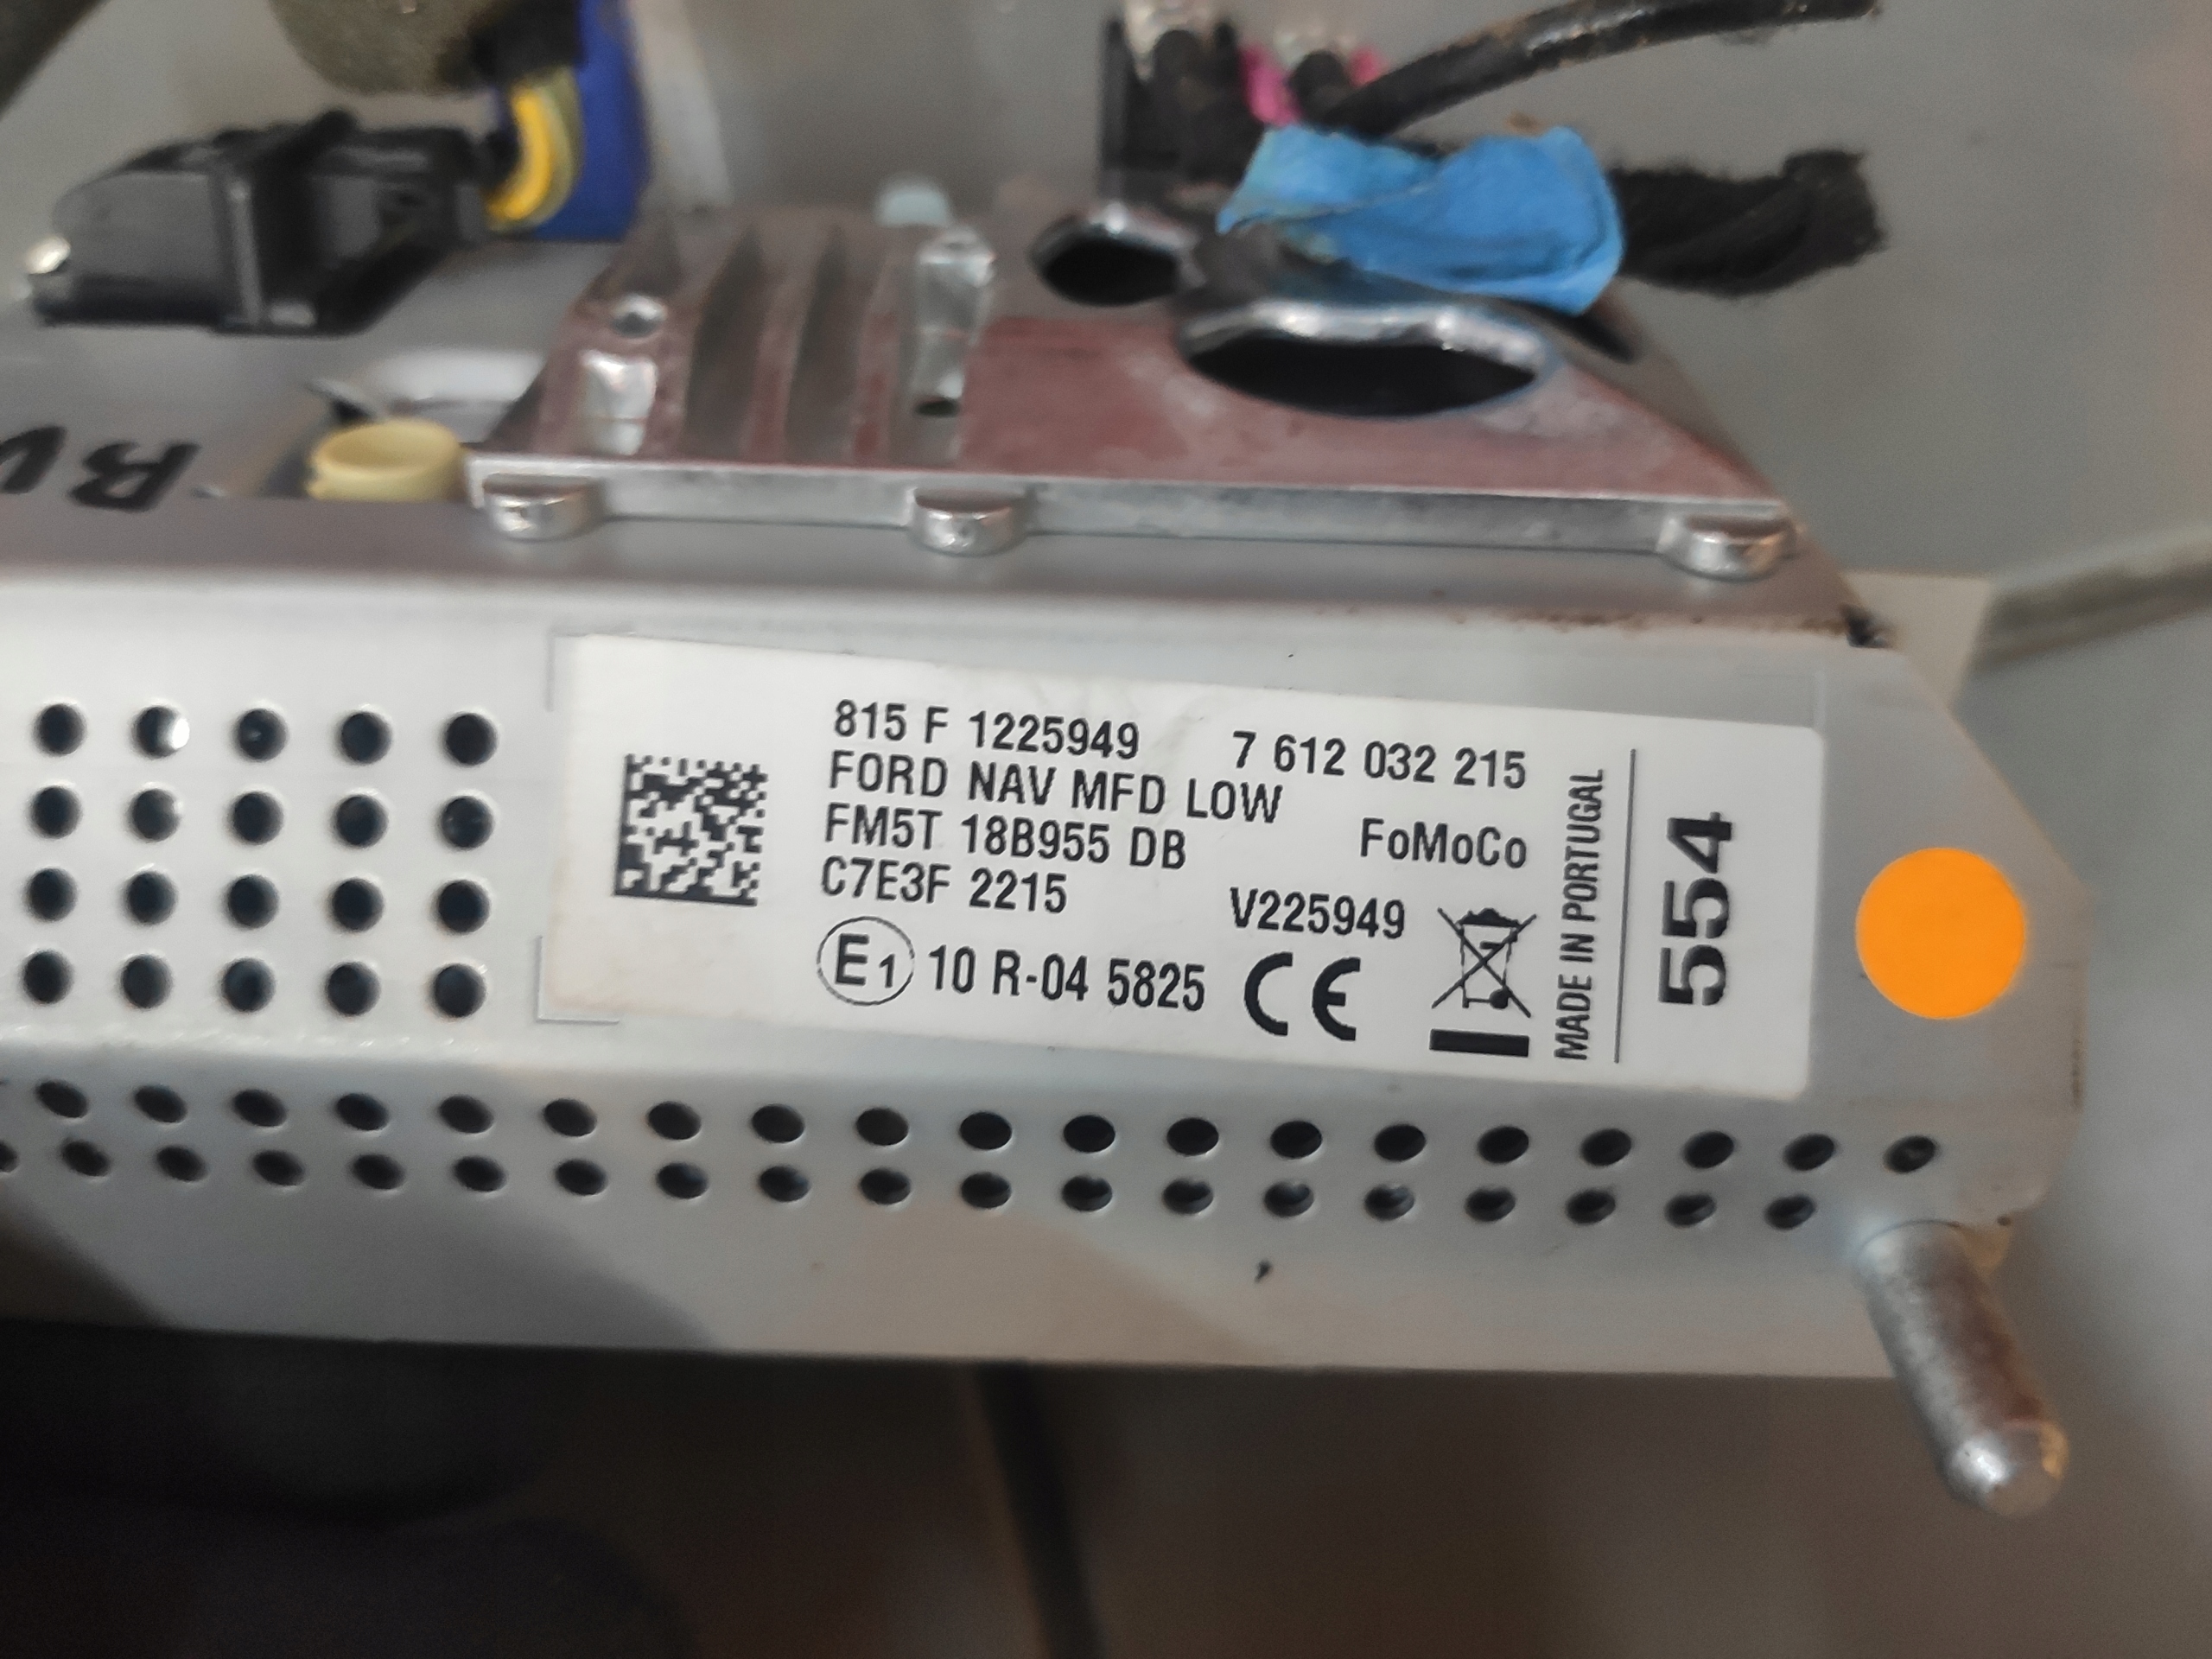 815 F 1225949 7 612 032 215
FORD NAV MFD LOW
FM5T 18B955 DB FoMoCo
C7E3F 2215 V225949
E1 10 R-04 5825 CE
MADE IN PORTUGAL
554